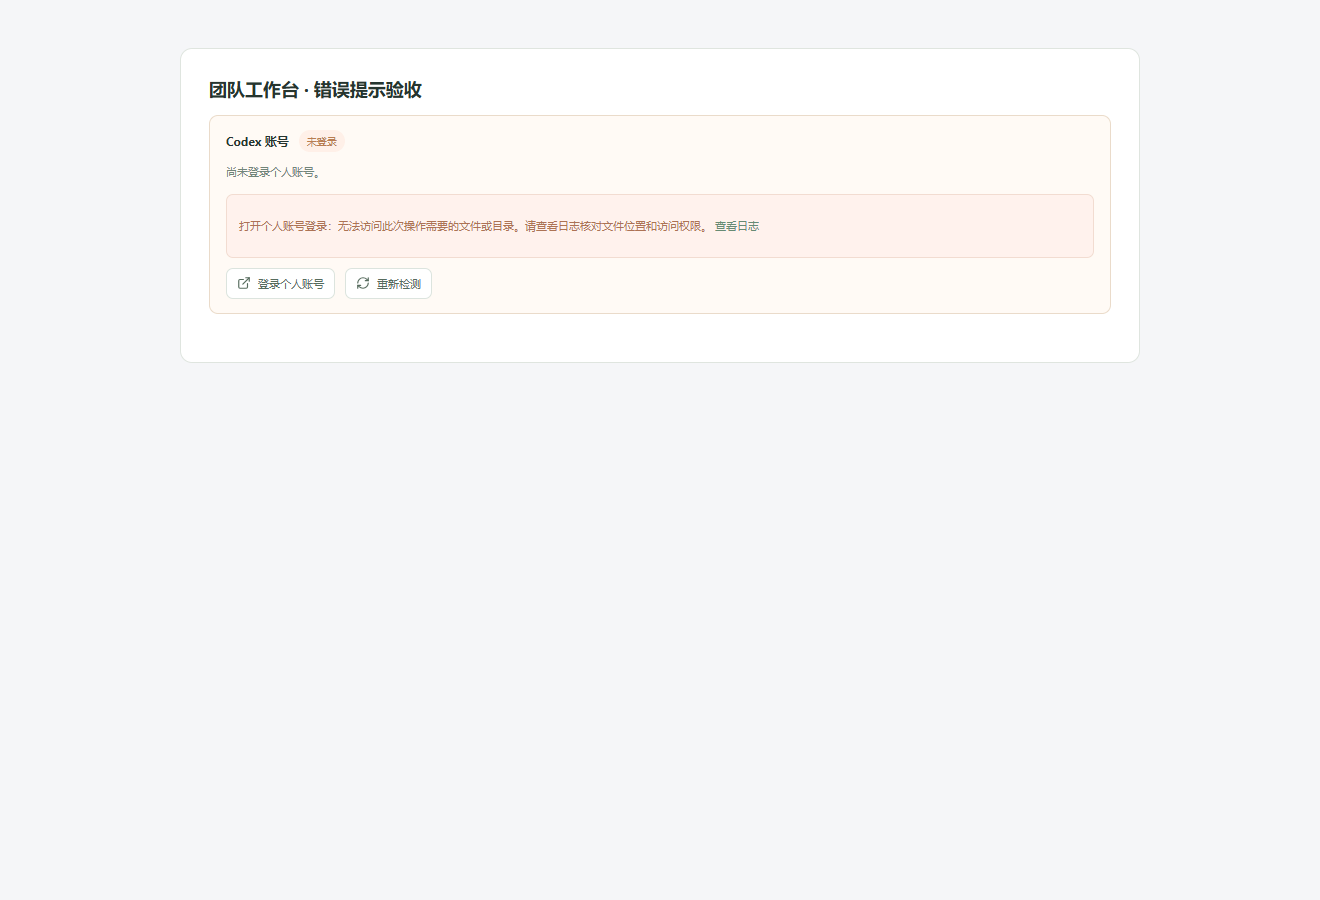 团队工作台 · 错误提示验收
Codex 账号 未登录
尚未登录个人账号。
打开个人账号登录：无法访问此次操作需要的文件或目录。请查看日志核对文件位置和访问权限。 查看日志
登录个人账号 重新检测